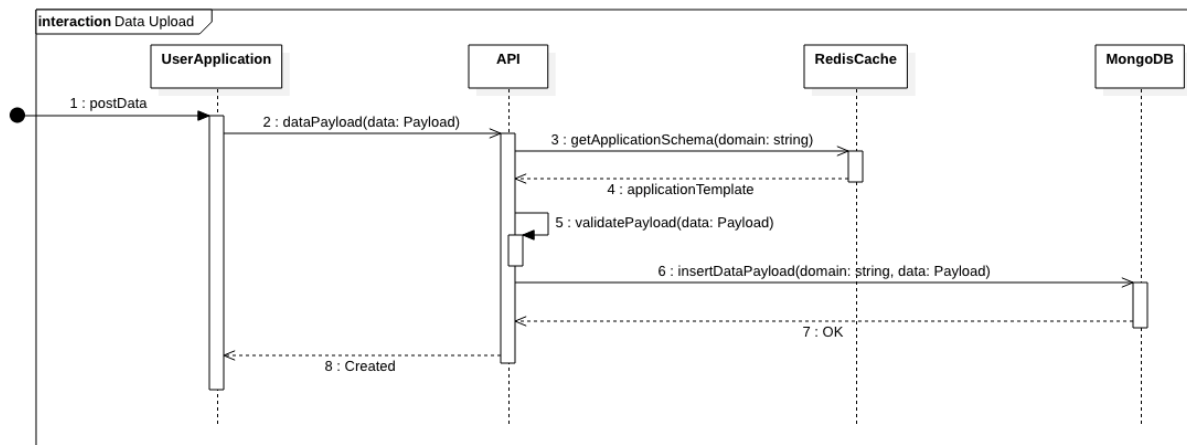 interaction Data Upload
UserApplication
API
RedisCache
MongoDB
1 : postData
2 : dataPayload(data: Payload)
3 : getApplicationSchema(domain: string)
4 : applicationTemplate
5 : validatePayload(data: Payload)
6 : insertDataPayload(domain: string, data: Payload)
7 : OK
8 : Created